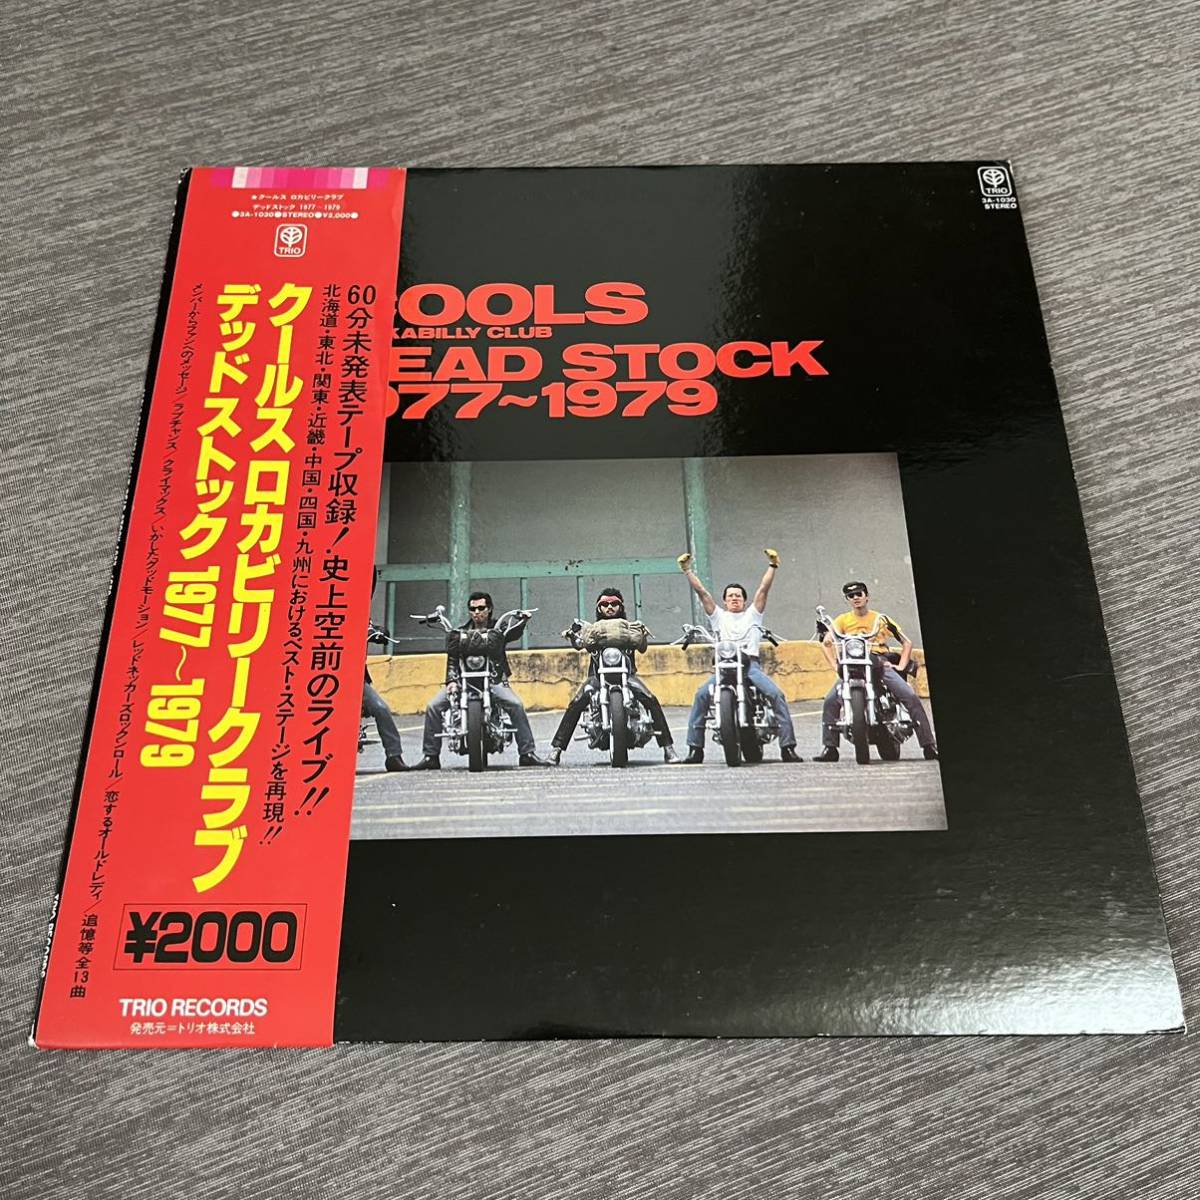 ★クールス ロカビリークラブ
デッドストック 1977~1979
●3A-1030●STEREO●¥2,000●
TRIO
クールス ロカビリークラブ
デッドストック 1977~1979
60分未発表テープ収録!史上空前のライブ!!
北海道・東北・関東・近畿・中国・四国・九州におけるベスト・ステージを再現!!
メンバーからファンへのメッセージ/ラブチャンス/クライマックス/いかしたグッドモーション/レッドネッカーズロックンロール/恋するオールドレディ/追憶等全13曲
¥2000
TRIO RECORDS
発売元=トリオ株式会社
TRIO
3A-1030
STEREO
OOLS
KABILLY CLUB
EAD STOCK
977~1979